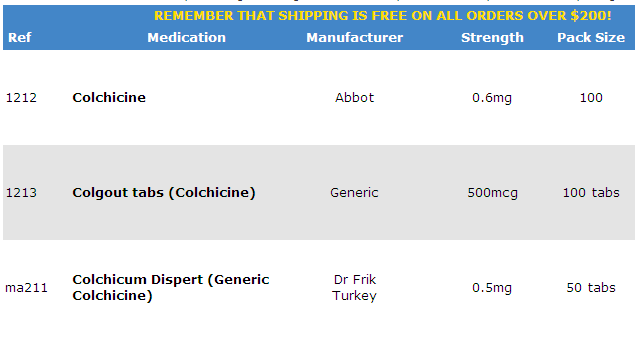 REMEMBER THAT SHIPPING IS FREE ON ALL ORDERS OVER $200!
Ref Medication Manufacturer Strength Pack Size
1212 Colchicine Abbot 0.6mg 100
1213 Colgout tabs (Colchicine) Generic 500mcg 100 tabs
ma211 Colchicum Dispert (Generic Colchicine) Dr Frik Turkey 0.5mg 50 tabs